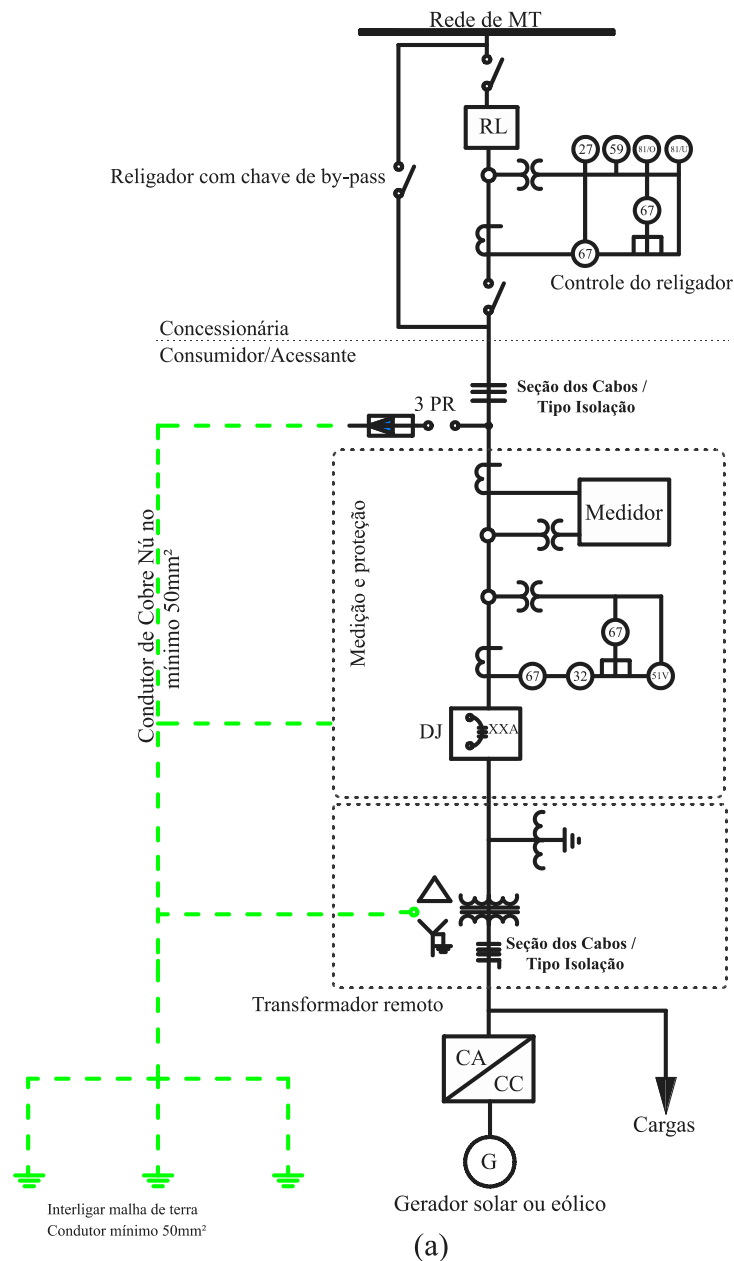 Rede de MT
RL
27
59
81/O
81/U
67
67
Religador com chave de by-pass
Controle do religador
Concessionária
Consumidor/Acessante
Seção dos Cabos /
Tipo Isolação
3 PR
Condutor de Cobre Nú no
mínimo 50mm²
Medição e proteção
Medidor
67
67
32
51V
DJ
XXA
Seção dos Cabos /
Tipo Isolação
Transformador remoto
CA
CC
Cargas
G
Gerador solar ou eólico
Interligar malha de terra
Condutor mínimo 50mm²
(a)